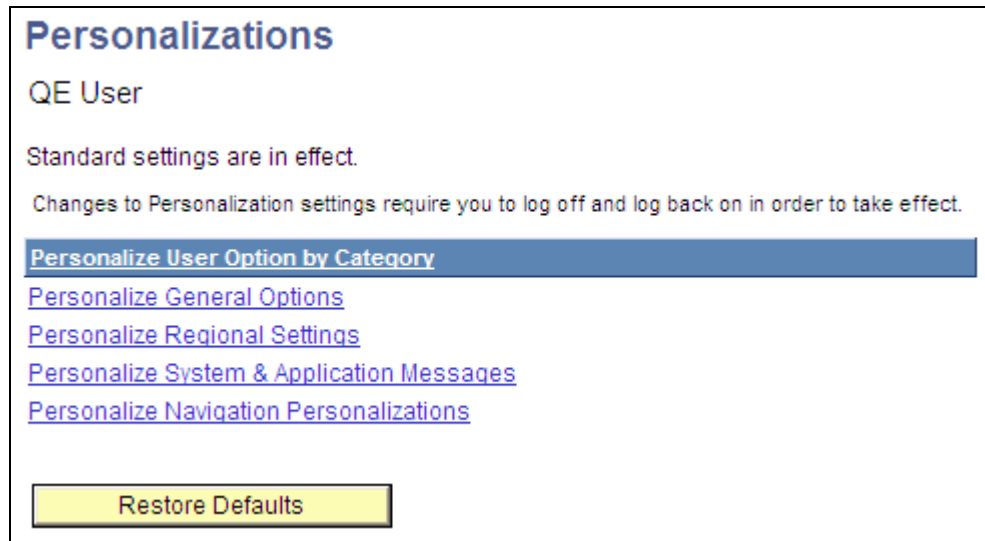 Personalizations
QE User
Standard settings are in effect.
Changes to Personalization settings require you to log off and log back on in order to take effect.
Personalize User Option by Category
Personalize General Options
Personalize Regional Settings
Personalize System & Application Messages
Personalize Navigation Personalizations
Restore Defaults